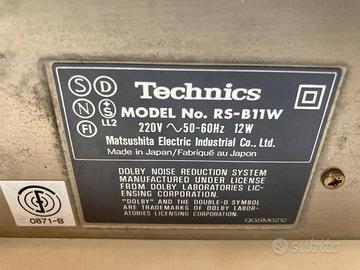 S D
N +S
LL2
FI
Technics
MODEL No. RS-B11W
220V ∿50-60Hz 12W
Matsushita Electric Industrial Co., Ltd.
Made in Japan/Fabriqué au Japon
DOLBY NOISE REDUCTION SYSTEM
MANUFACTURED UNDER LICENSE
FROM DOLBY LABORATORIES LIC-
ENSING CORPORATION.
"DOLBY" AND THE DOUBLE-D SYMBOL
ARE TRADEMARKS OF DOLBY LABOR-
ATORIES LICENSING CORPORATION.
QGSM0212
0871-B
subito